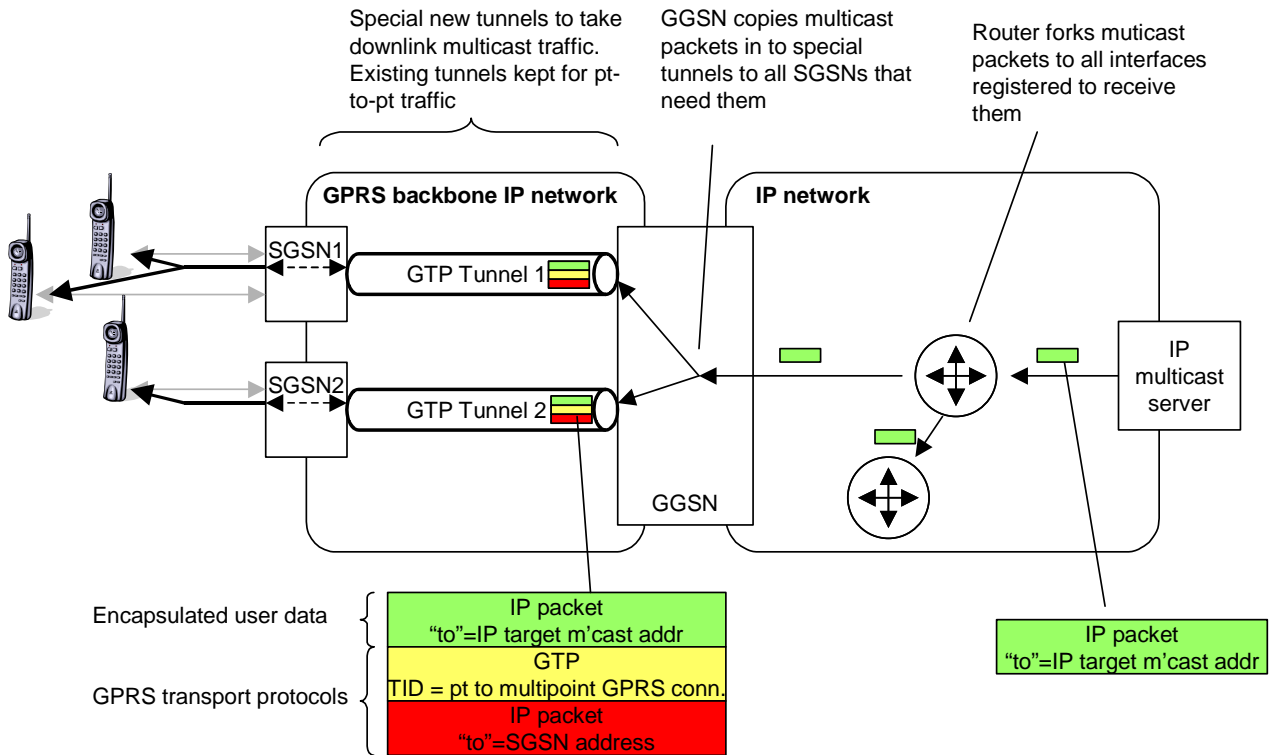 Special new tunnels to take
downlink multicast traffic.
Existing tunnels kept for pt-
to-pt traffic
GGSN copies multicast
packets in to special
tunnels to all SGSNs that
need them
Router forks muticast
packets to all interfaces
registered to receive
them
GPRS backbone IP network
IP network
SGSN1
GTP Tunnel 1
SGSN2
GTP Tunnel 2
IP
multicast
server
GGSN
Encapsulated user data
IP packet
“to”=IP target m'cast addr
GPRS transport protocols
GTP
TID = pt to multipoint GPRS conn.
IP packet
“to”=SGSN address
IP packet
“to”=IP target m'cast addr